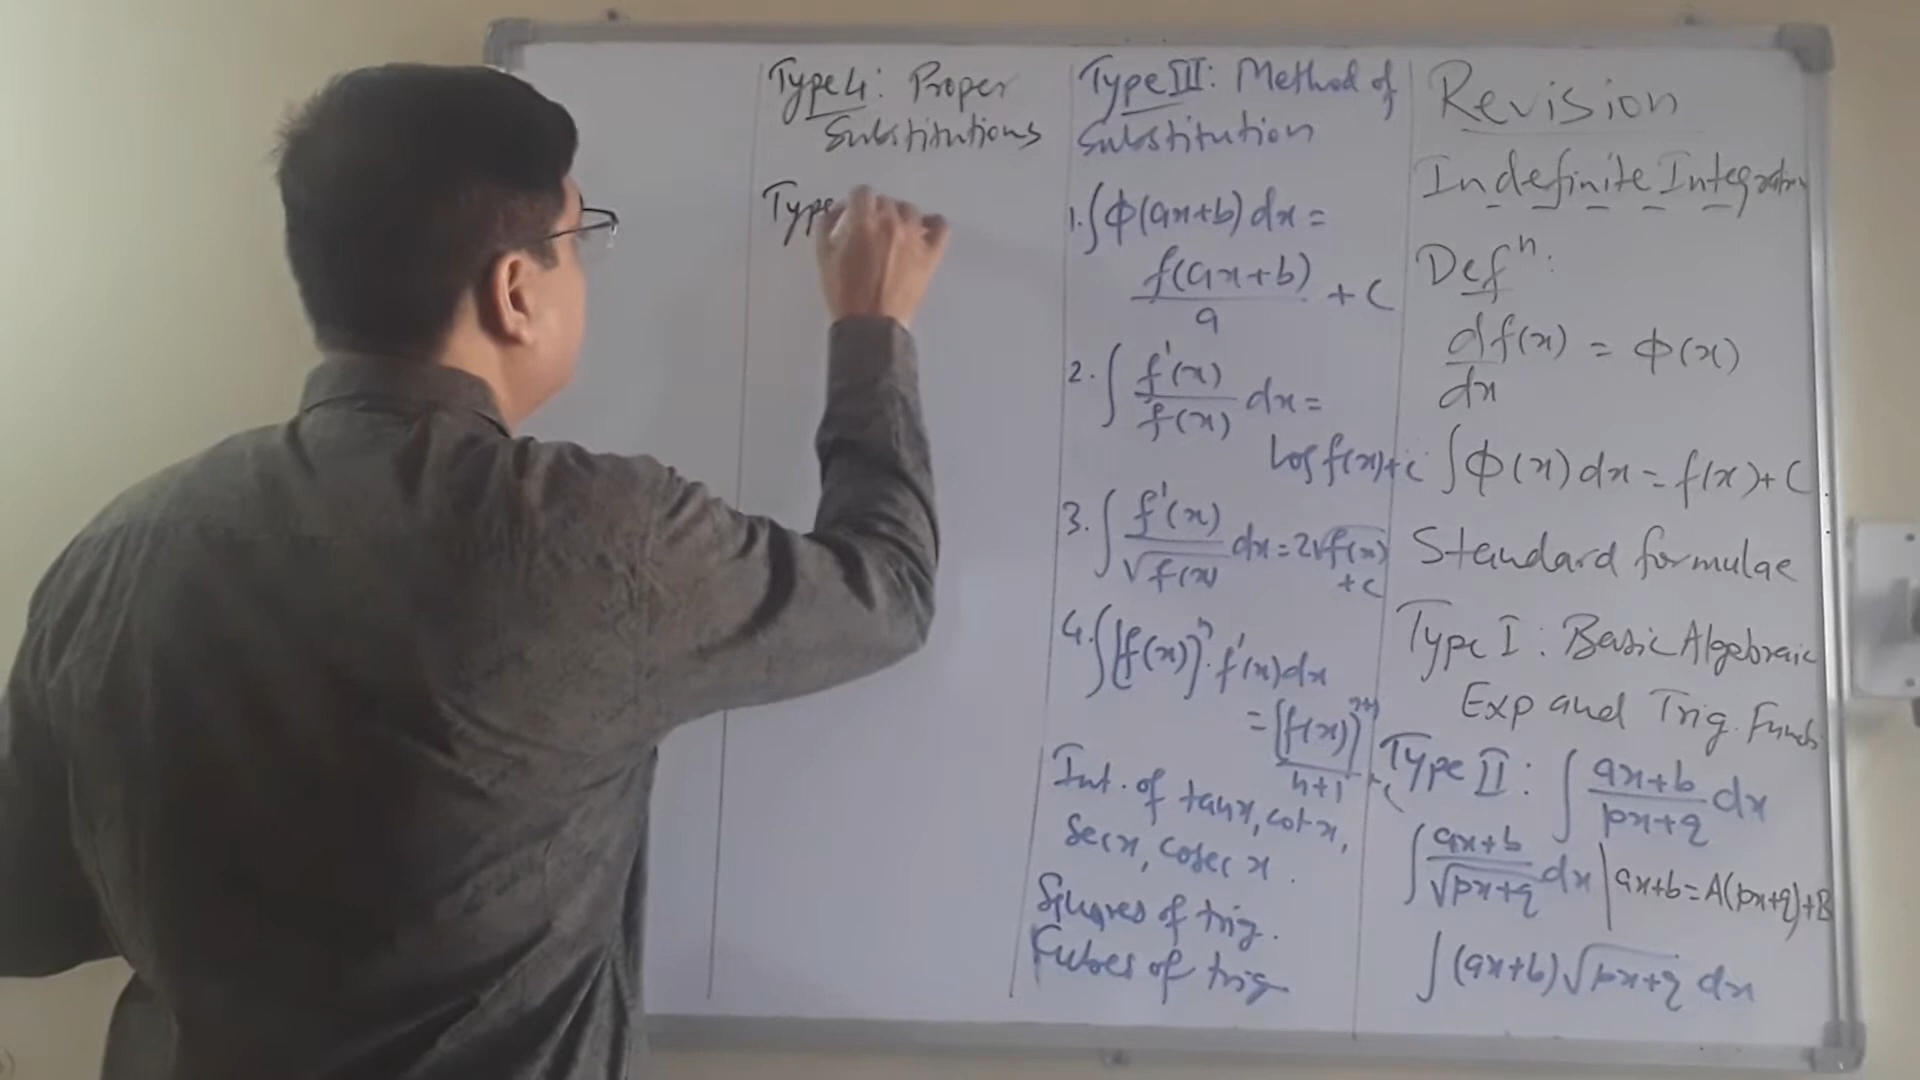 Revision
Indefinite Integration
Defⁿ:
df(x)/dx = φ(x)
∫φ(x)dx = f(x)+C
Standard formulae
Type I: Basic Algebraic
Exp and Trig. Funcs
Type II: ∫ (ax+b)/(px+q) dx
∫ (ax+b)/√(px+q) dx | ax+b = A(px+q)+B
∫(ax+b)√(px+q) dx
Type III: Method of
Substitution
1. ∫φ(ax+b)dx =
f(ax+b)/a + C
2. ∫ f'(x)/f(x) dx =
log f(x)+c
3. ∫ f'(x)/√f(x) dx = 2√f(x)
+c
4. ∫[f(x)]ⁿ. f'(x)dx
= [f(x)]ⁿ⁺¹/n+1 + c
Int. of tanx, cotx,
secx, cosec x.
Squares of trig.
Cubes of trig
Type 4: Proper
Substitutions
Type